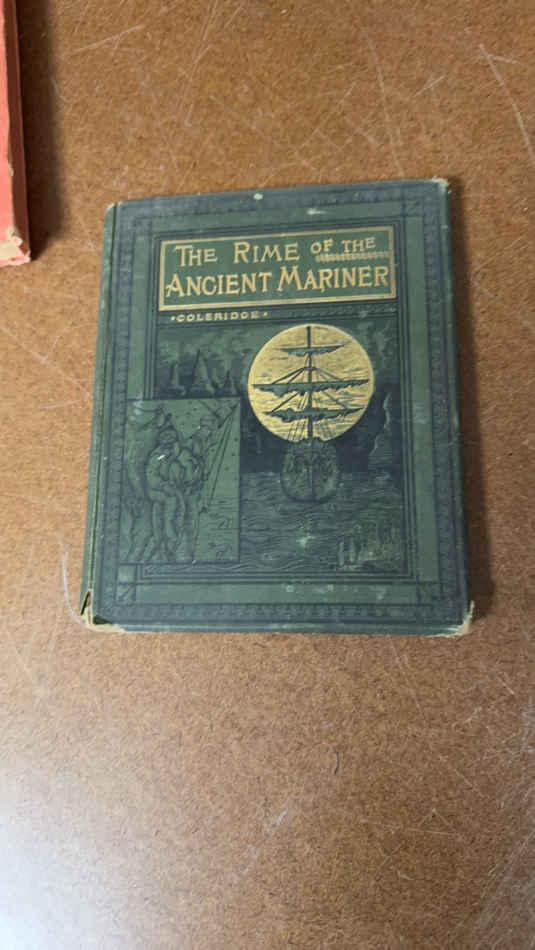 THE RIME OF THE
ANCIENT MARINER
•COLERIDGE•